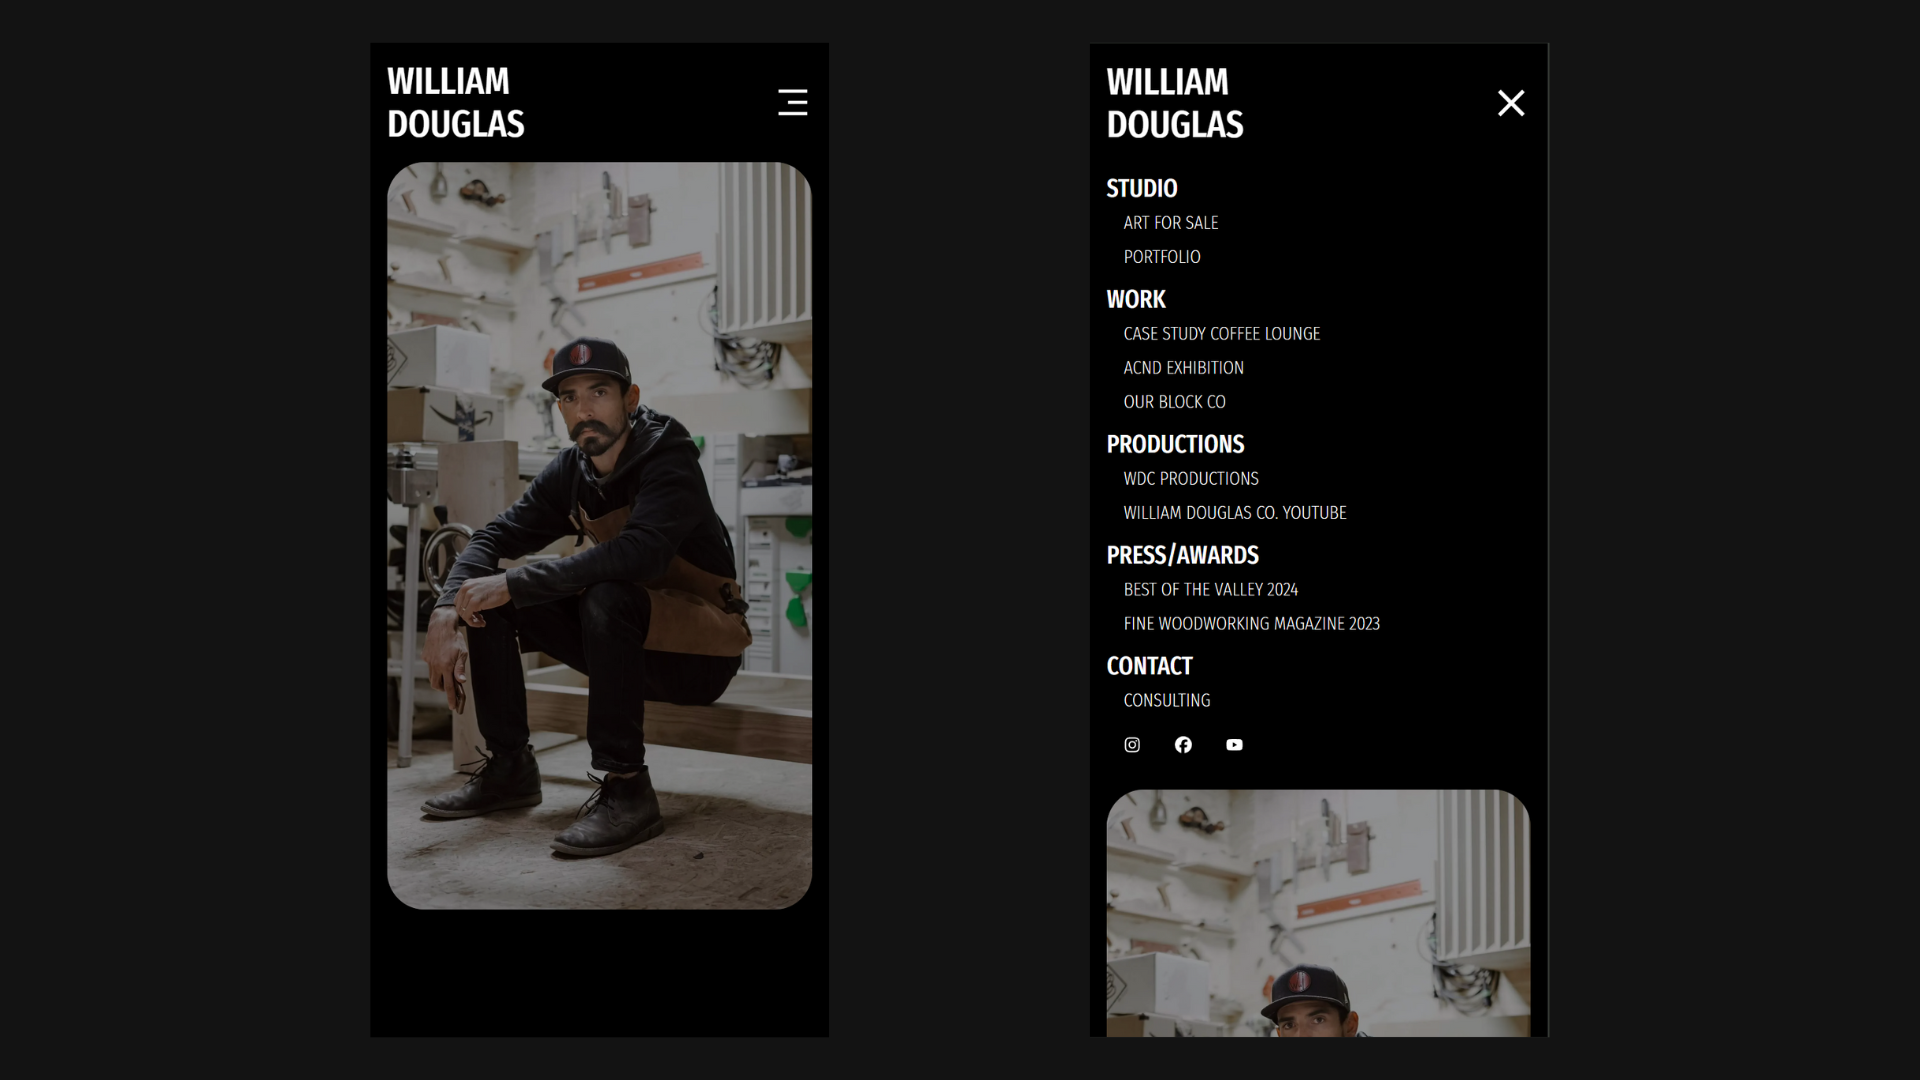 WILLIAM
DOUGLAS
WILLIAM
DOUGLAS
STUDIO
ART FOR SALE
PORTFOLIO
WORK
CASE STUDY COFFEE LOUNGE
ACND EXHIBITION
OUR BLOCK CO
PRODUCTIONS
WDC PRODUCTIONS
WILLIAM DOUGLAS CO. YOUTUBE
PRESS/AWARDS
BEST OF THE VALLEY 2024
FINE WOODWORKING MAGAZINE 2023
CONTACT
CONSULTING